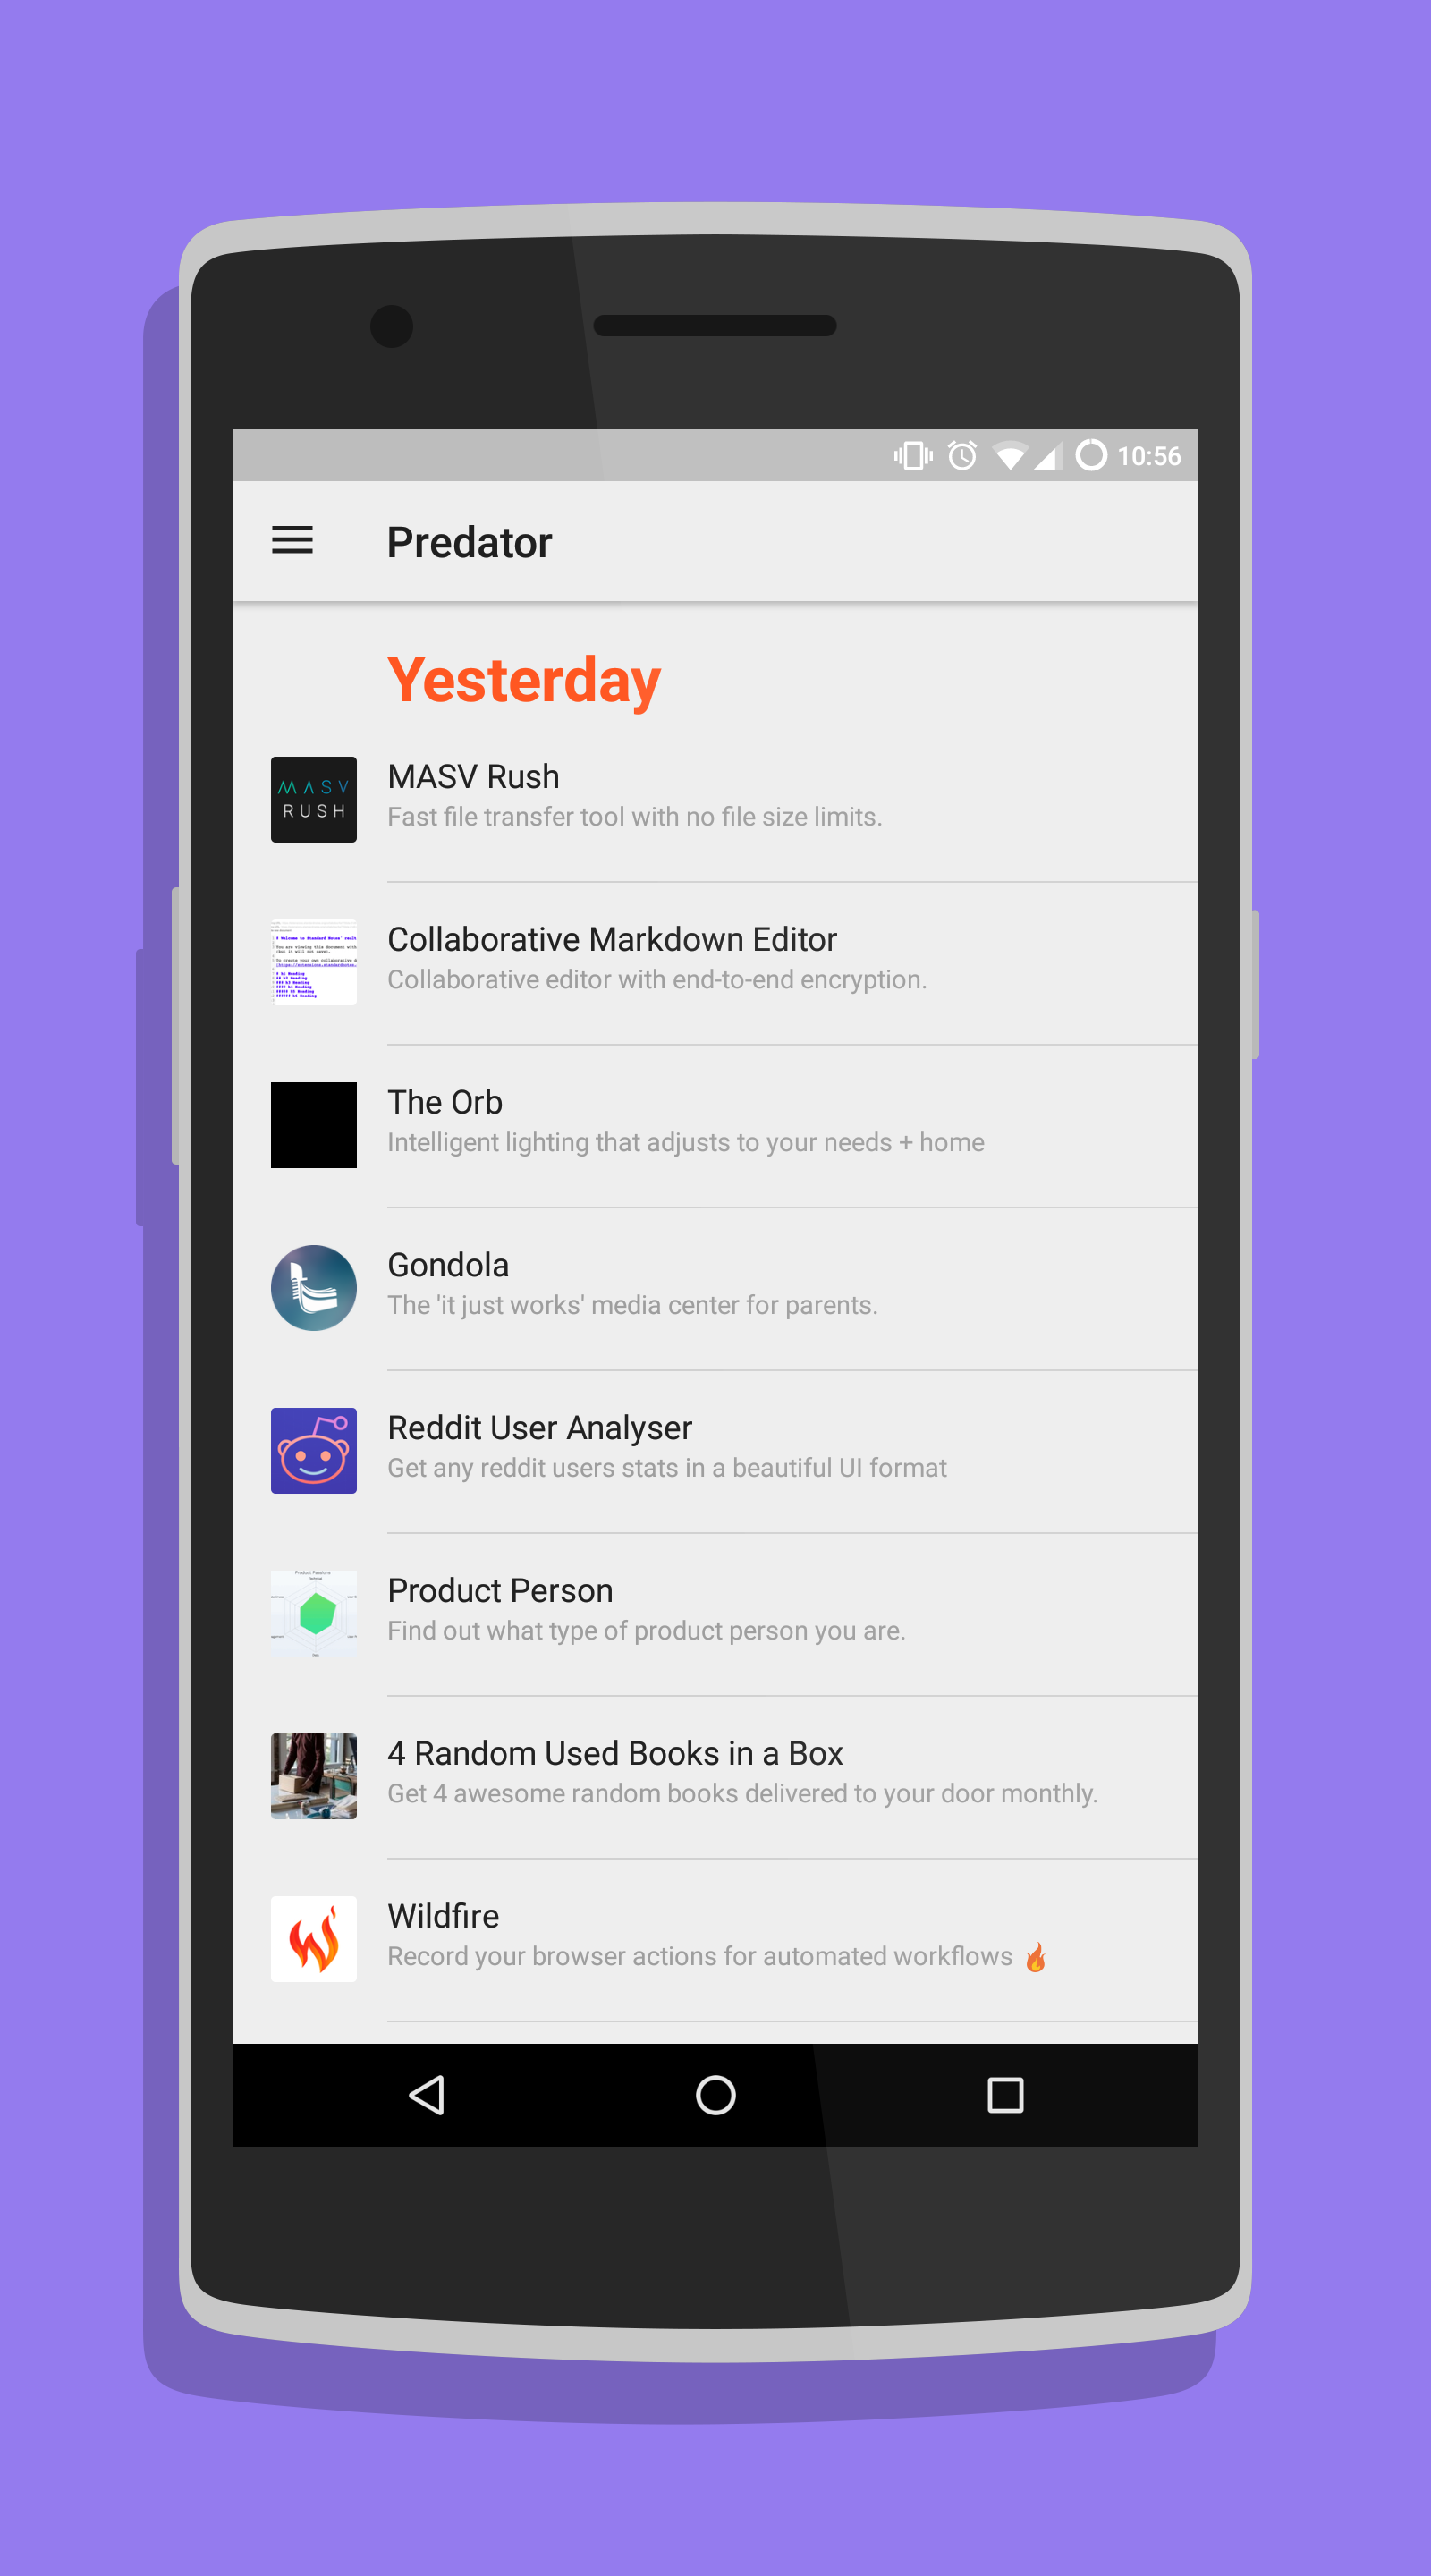 10:56
Predator
Yesterday
MASV
RUSH
MASV Rush
Fast file transfer tool with no file size limits.
Collaborative Markdown Editor
Collaborative editor with end-to-end encryption.
The Orb
Intelligent lighting that adjusts to your needs + home
Gondola
The 'it just works' media center for parents.
Reddit User Analyser
Get any reddit users stats in a beautiful UI format
Product Person
Find out what type of product person you are.
4 Random Used Books in a Box
Get 4 awesome random books delivered to your door monthly.
Wildfire
Record your browser actions for automated workflows 🔥